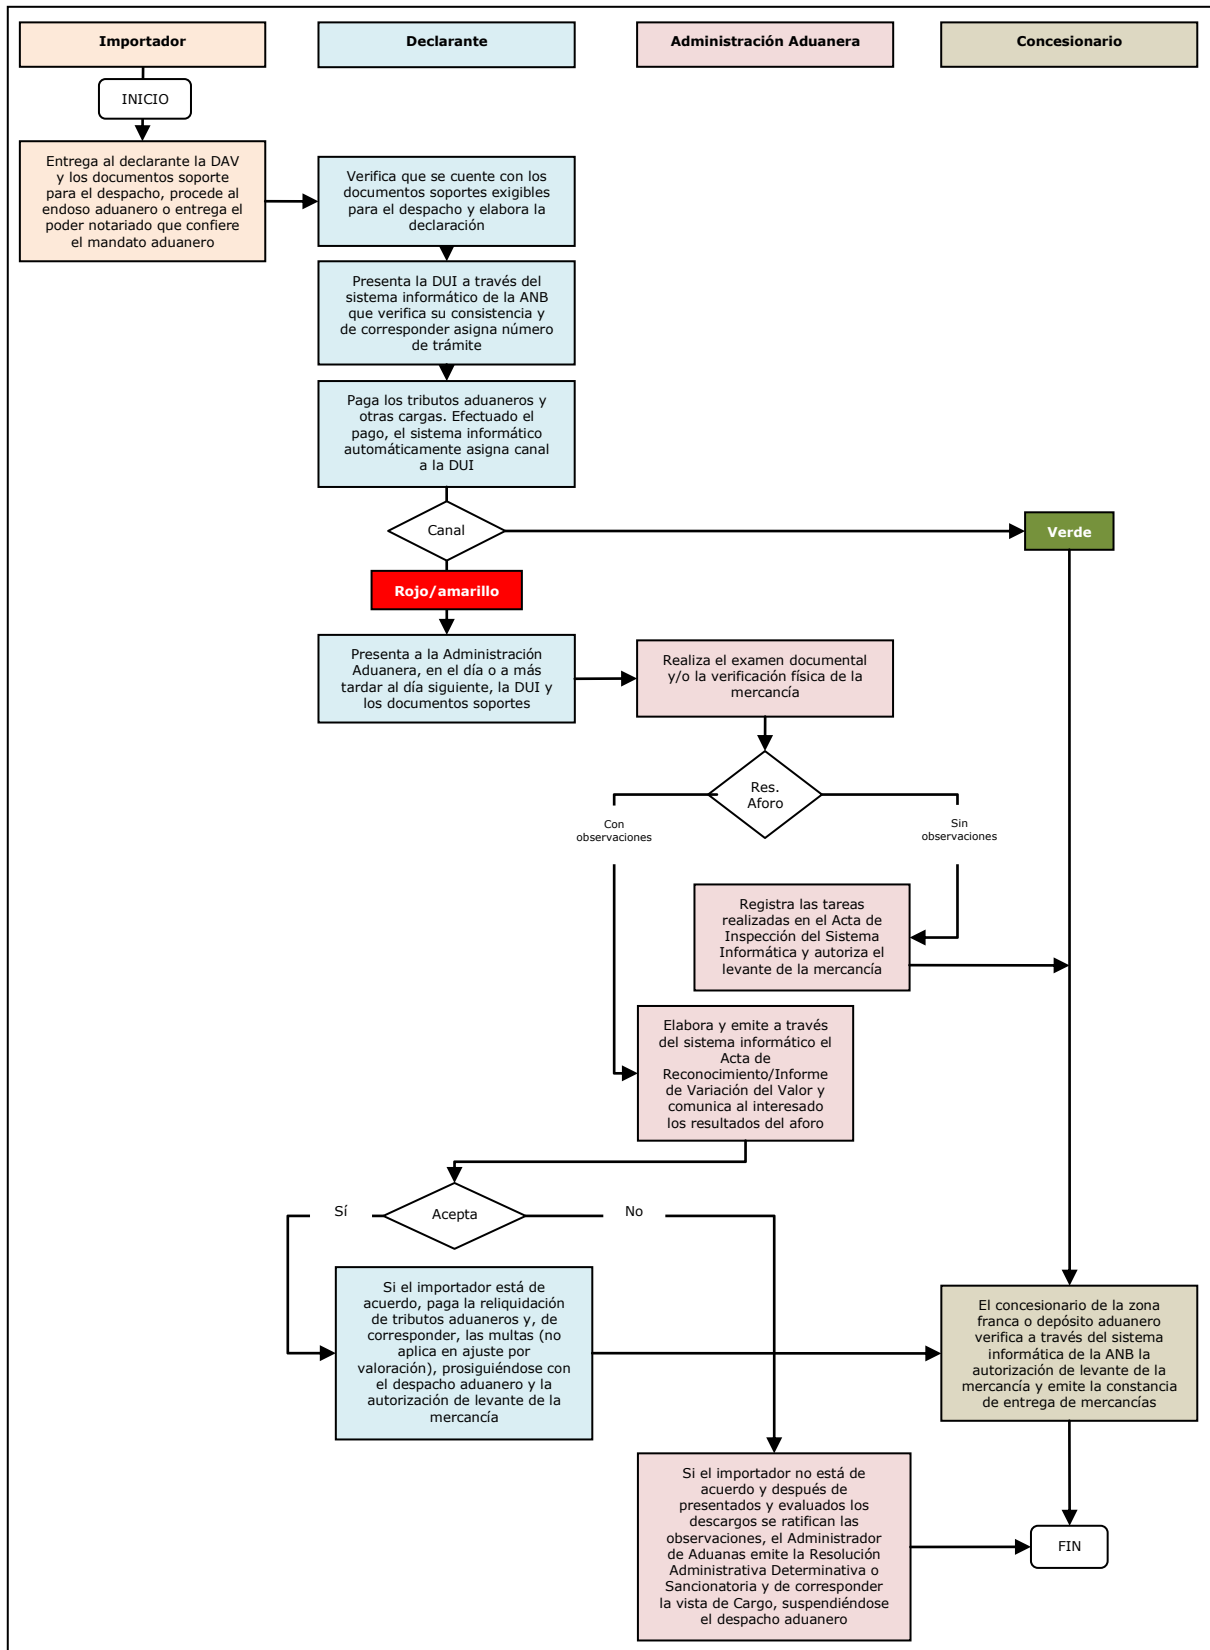 Importador
Declarante
Administración Aduanera
Concesionario
INICIO
Entrega al declarante la DAV
y los documentos soporte
para el despacho, procede al
endoso aduanero o entrega el
poder notariado que confiere
el mandato aduanero
Verifica que se cuente con los
documentos soportes exigibles
para el despacho y elabora la
declaración
Presenta la DUI a través del
sistema informático de la ANB
que verifica su consistencia y
de corresponder asigna número
de trámite
Paga los tributos aduaneros y
otras cargas. Efectuado el
pago, el sistema informático
automáticamente asigna canal
a la DUI
Canal
Verde
Rojo/amarillo
Presenta a la Administración
Aduanera, en el día o a más
tardar al día siguiente, la DUI y
los documentos soportes
Realiza el examen documental
y/o la verificación física de la
mercancía
Res.
Aforo
Con
observaciones
Sin
observaciones
Registra las tareas
realizadas en el Acta de
Inspección del Sistema
Informática y autoriza el
levante de la mercancía
Elabora y emite a través
del sistema informático el
Acta de
Reconocimiento/Informe
de Variación del Valor y
comunica al interesado
los resultados del aforo
Sí
Acepta
No
Si el importador está de
acuerdo, paga la reliquidación
de tributos aduaneros y, de
corresponder, las multas (no
aplica en ajuste por
valoración), prosiguiéndose con
el despacho aduanero y la
autorización de levante de la
mercancía
El concesionario de la zona
franca o depósito aduanero
verifica a través del sistema
informática de la ANB la
autorización de levante de la
mercancía y emite la constancia
de entrega de mercancías
Si el importador no está de
acuerdo y después de
presentados y evaluados los
descargos se ratifican las
observaciones, el Administrador
de Aduanas emite la Resolución
Administrativa Determinativa o
Sancionatoria y de corresponder
la vista de Cargo, suspendiéndose
el despacho aduanero
FIN